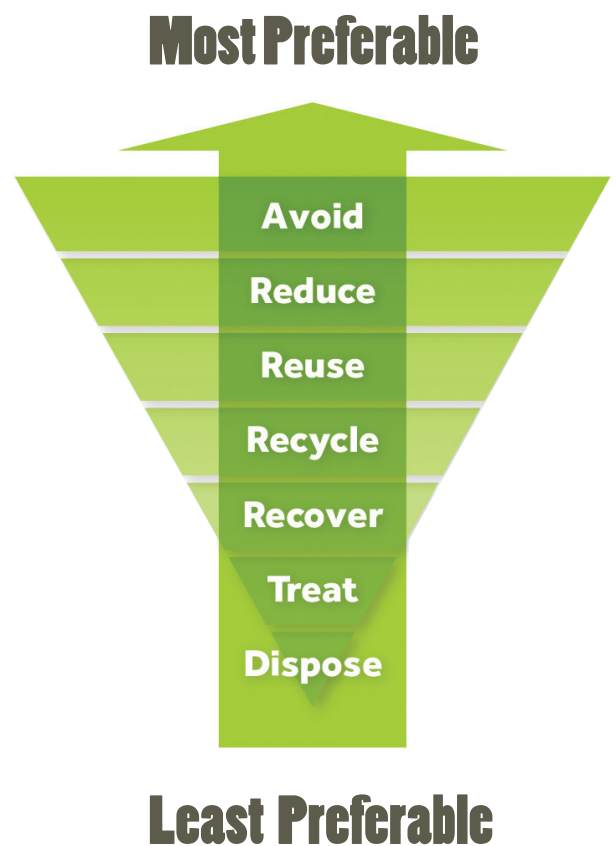 Most Preferable
Avoid
Reduce
Reuse
Recycle
Recover
Treat
Dispose
Least Preferable